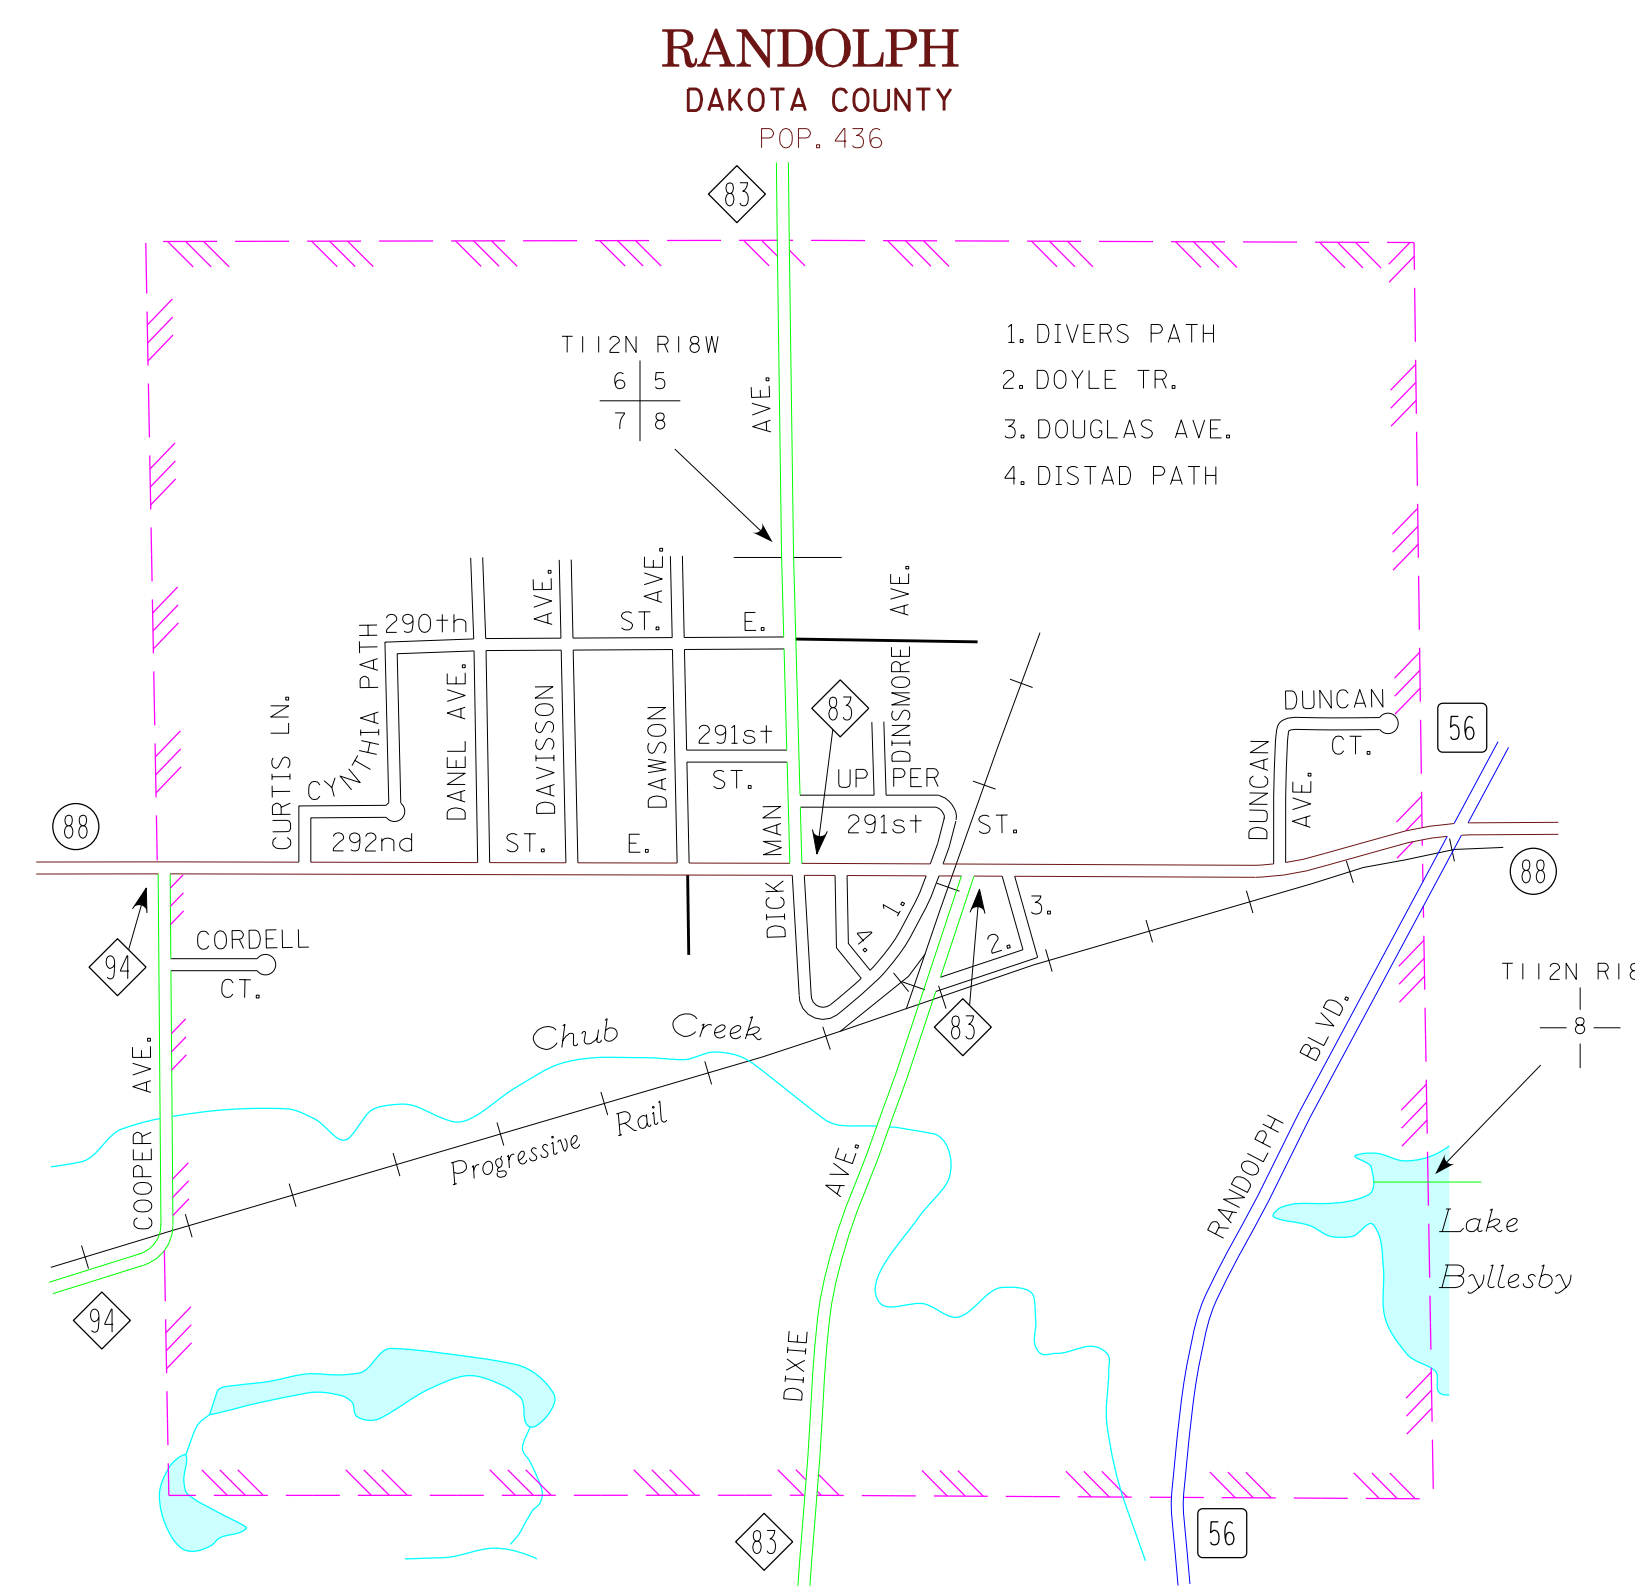 RANDOLPH
DAKOTA COUNTY
POP. 436
83
T112N R18W
6 5
7 8
AVE.
1. DIVERS PATH
2. DOYLE TR.
3. DOUGLAS AVE.
4. DISTAD PATH
290th ST. E.
AVE.
AVE.
AVE.
CYNTHIA PATH
CURTIS LN.
DANEL AVE.
DAVISSON
DAWSON
DINSMORE
83
291st
ST.
UPPER
291st ST.
DICKMAN
DUNCAN
CT.
DUNCAN
AVE.
56
88
292nd ST. E.
88
94
CORDELL
CT.
1.
4.
2.
3.
83
T112N R18
8
Chub Creek
Progressive Rail
COOPER AVE.
RANDOLPH BLVD.
DIXIE AVE.
Lake
Byllesby
94
83
56